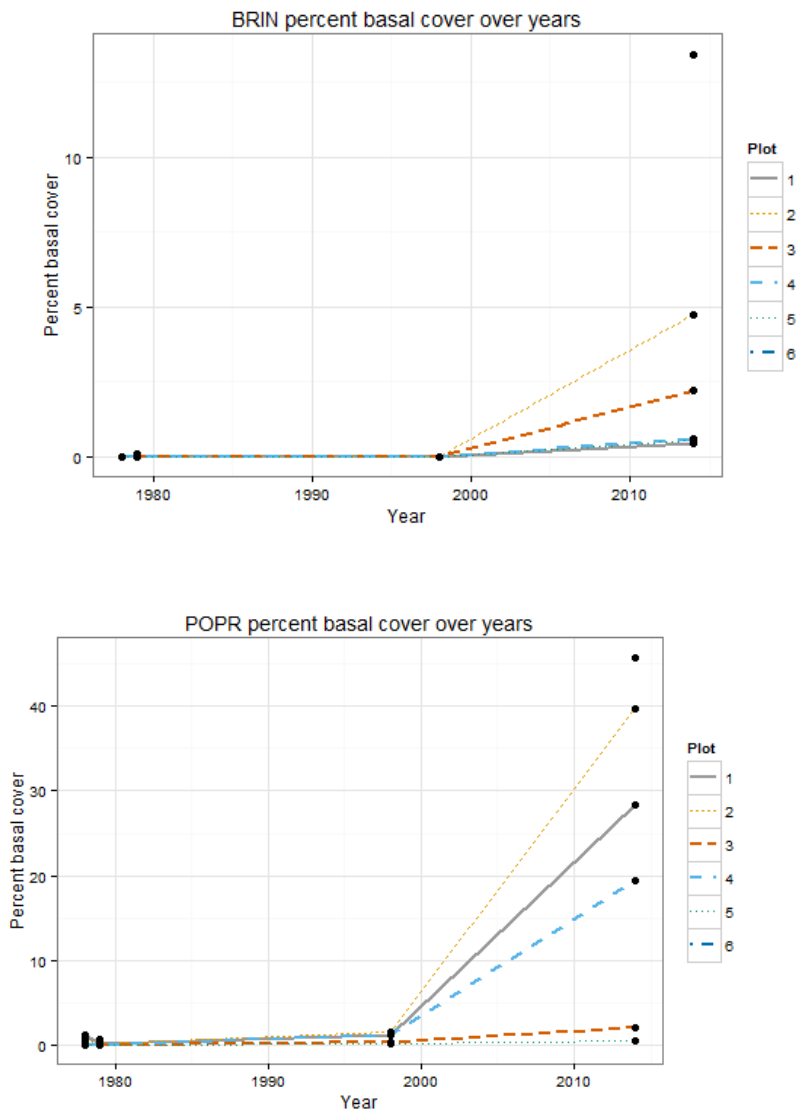 BRIN percent basal cover over years
10
5
0
Percent basal cover
1980 1990 2000 2010
Year
Plot
1
2
3
4
5
6
POPR percent basal cover over years
40
30
20
10
0
Percent basal cover
1980 1990 2000 2010
Year
Plot
1
2
3
4
5
6